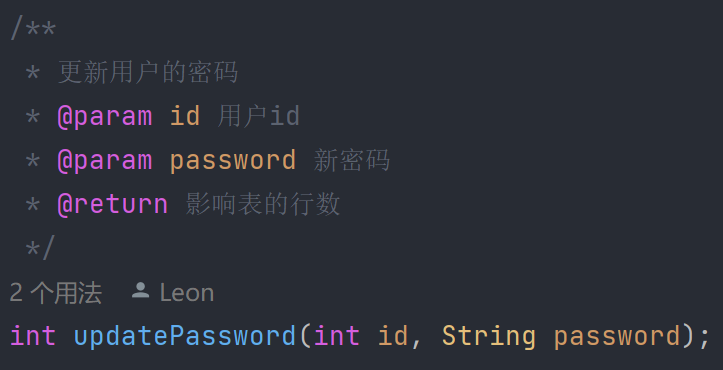 /**
 * 更新用户的密码
 * @param id 用户id
 * @param password 新密码
 * @return 影响表的行数
 */
2 个用法 Leon
int updatePassword(int id, String password);